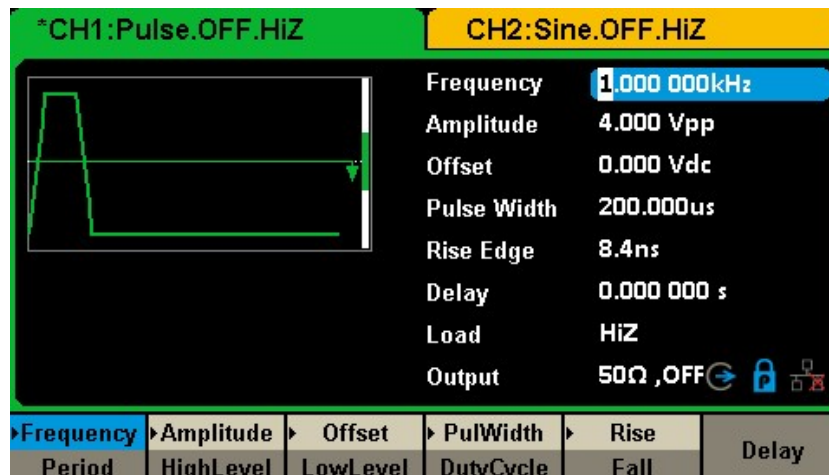 *CH1:Pulse.OFF.HiZ CH2:Sine.OFF.HiZ
Frequency 1.000 000kHz
Amplitude 4.000 Vpp
Offset 0.000 Vdc
Pulse Width 200.000us
Rise Edge 8.4ns
Delay 0.000 000 s
Load HiZ
Output 50Ω ,OFF P
Frequency Amplitude Offset PulWidth Rise Delay
Period HighLevel LowLevel DutyCycle Fall